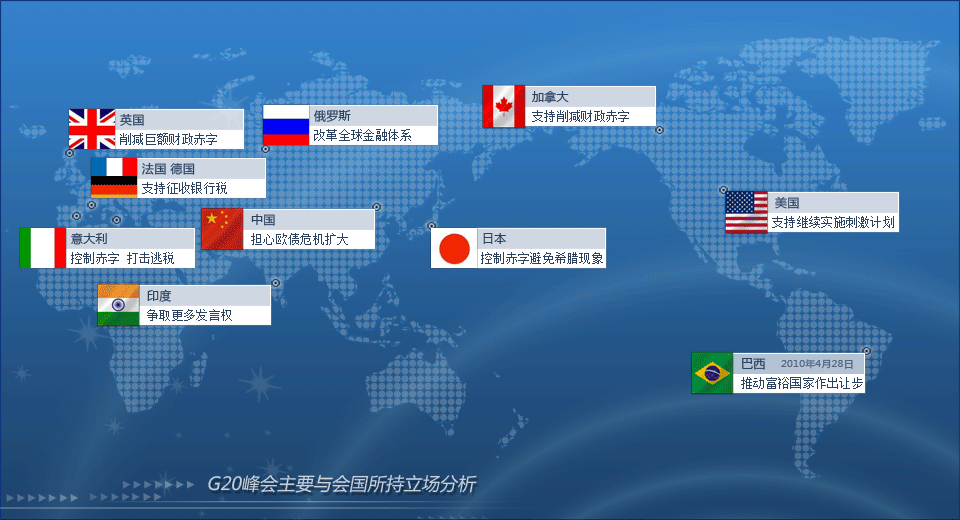 加拿大
支持削减财政赤字
英国
削减巨额财政赤字
俄罗斯
改革全球金融体系
法国 德国
支持征收银行税
美国
支持继续实施刺激计划
中国
担心欧债危机扩大
意大利
控制赤字 打击逃税
日本
控制赤字避免希腊现象
印度
争取更多发言权
巴西 2010年4月28日
推动富裕国家作出让步
G20峰会主要与会国所持立场分析